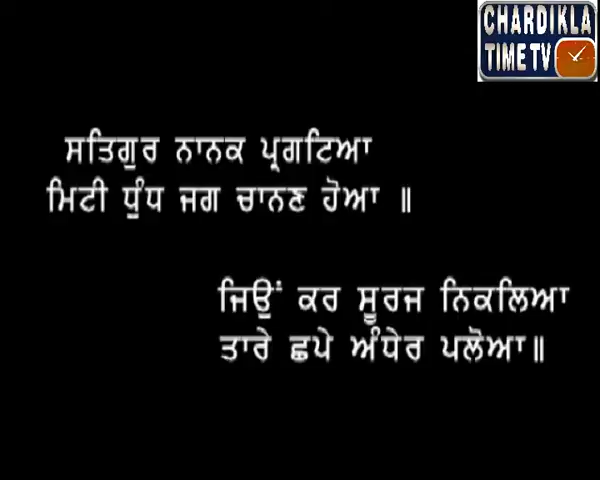 CHARDIKLA
TIME TV
ਸਤਿਗੁਰ ਨਾਨਕ ਪ੍ਰਗਟਿਆ
ਮਿਟੀ ਧੁੰਧ ਜਗ ਚਾਨਣ ਹੋਆ ॥
ਜਿਉਂ ਕਰ ਸੂਰਜ ਨਿਕਲਿਆ
ਤਾਰੇ ਛਪੇ ਅੰਧੇਰ ਪਲੋਆ॥